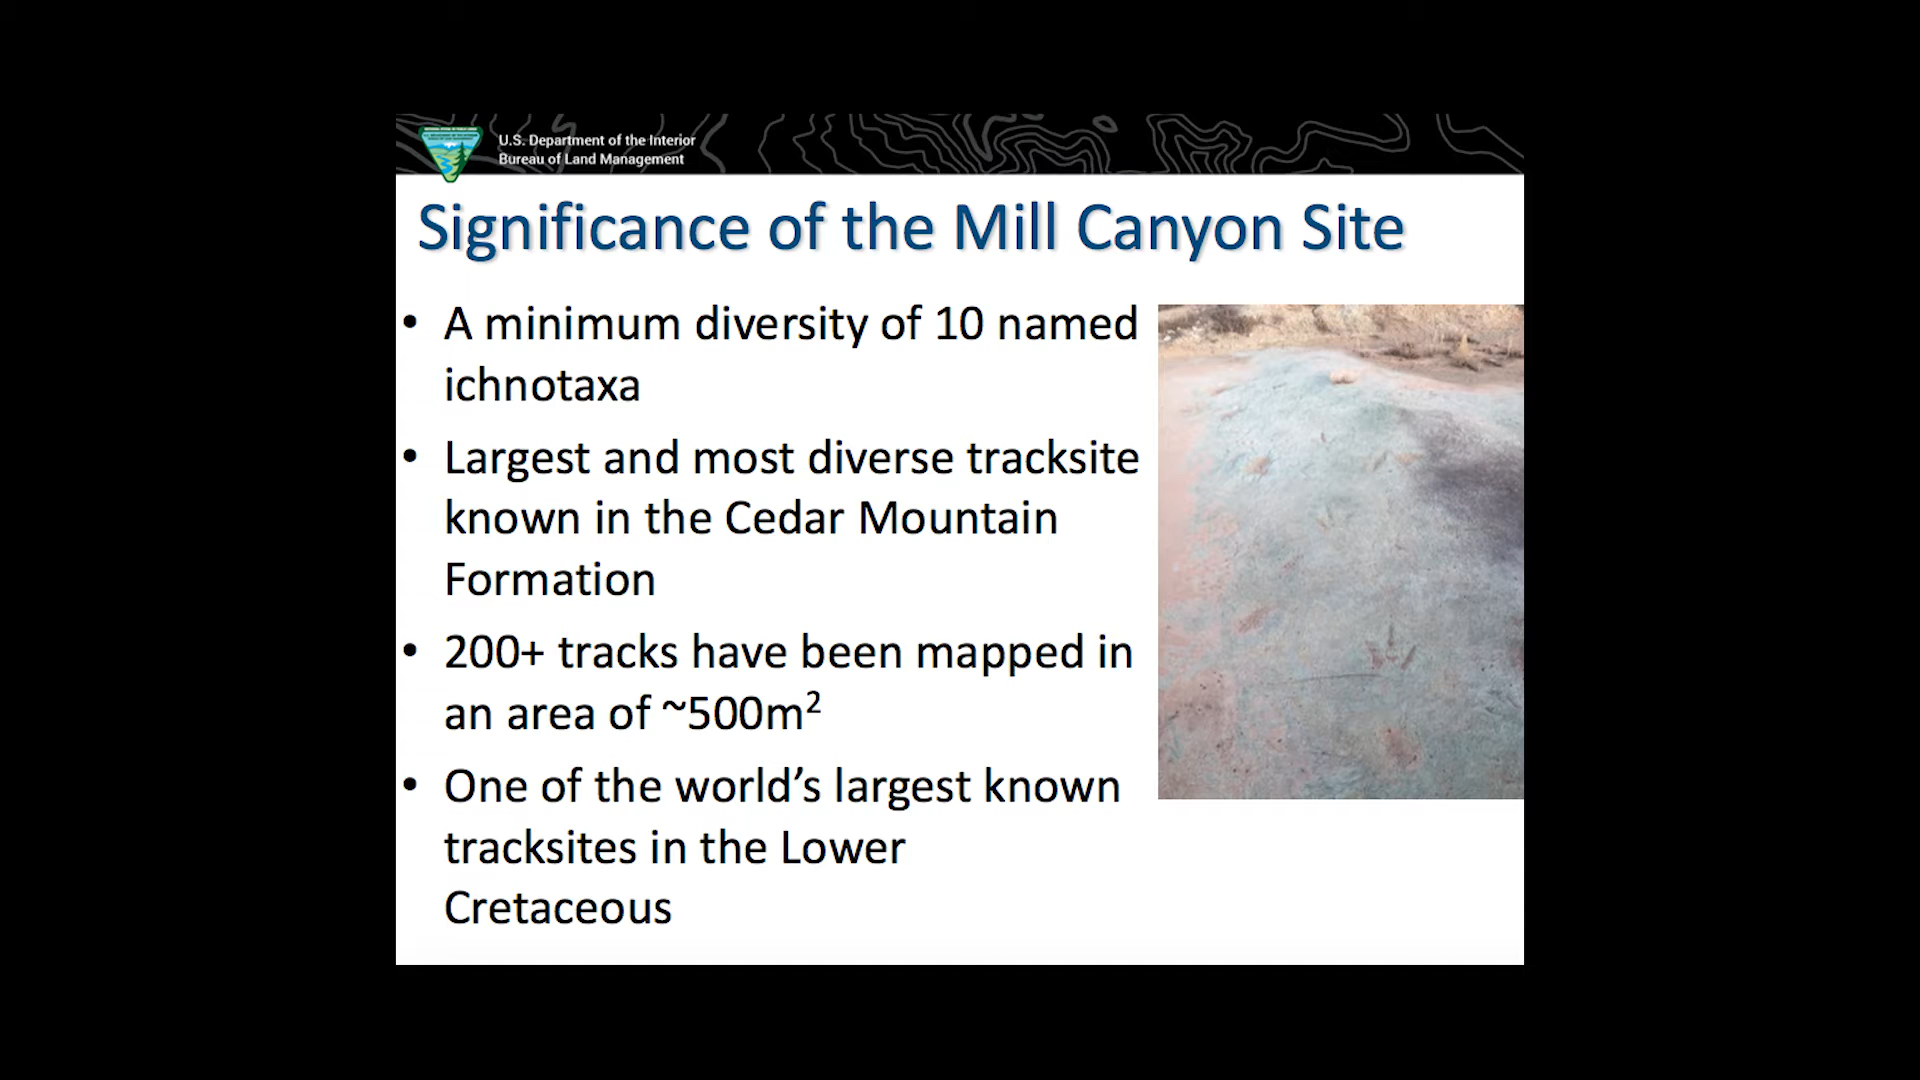 U.S. Department of the Interior
Bureau of Land Management
Significance of the Mill Canyon Site
• A minimum diversity of 10 named
ichnotaxa
• Largest and most diverse tracksite
known in the Cedar Mountain
Formation
• 200+ tracks have been mapped in
an area of ~500m²
• One of the world’s largest known
tracksites in the Lower
Cretaceous